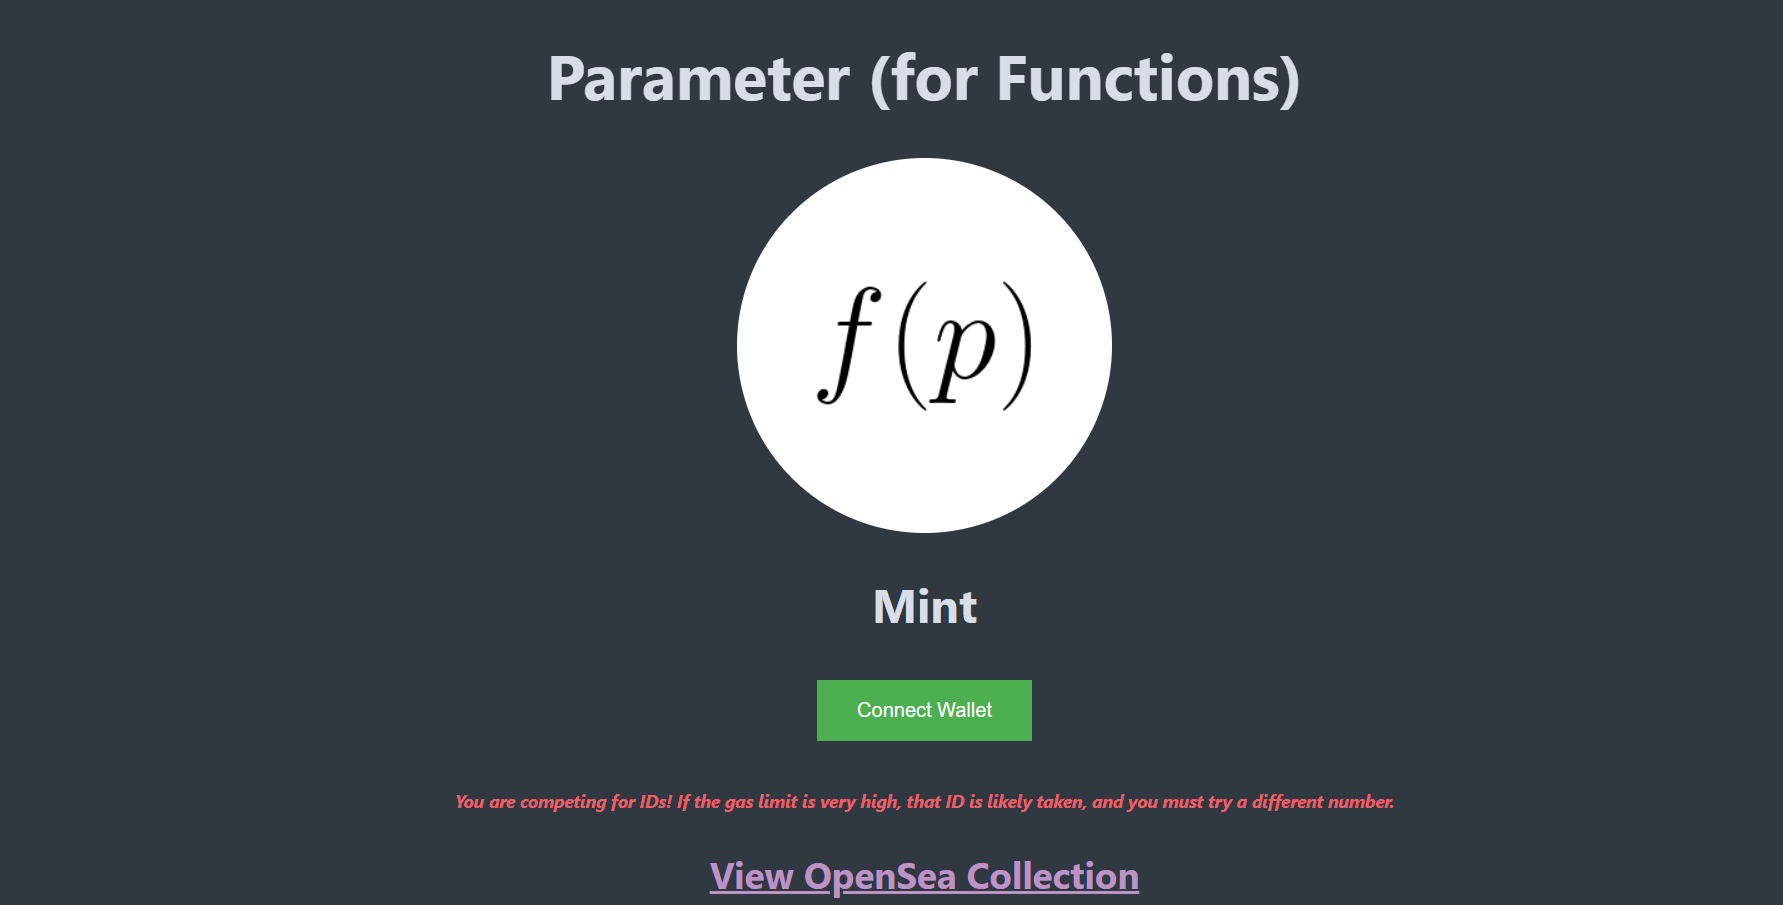 Parameter (for Functions)
f(p)
Mint
Connect Wallet
You are competing for IDs! If the gas limit is very high, that ID is likely taken, and you must try a different number.
View OpenSea Collection